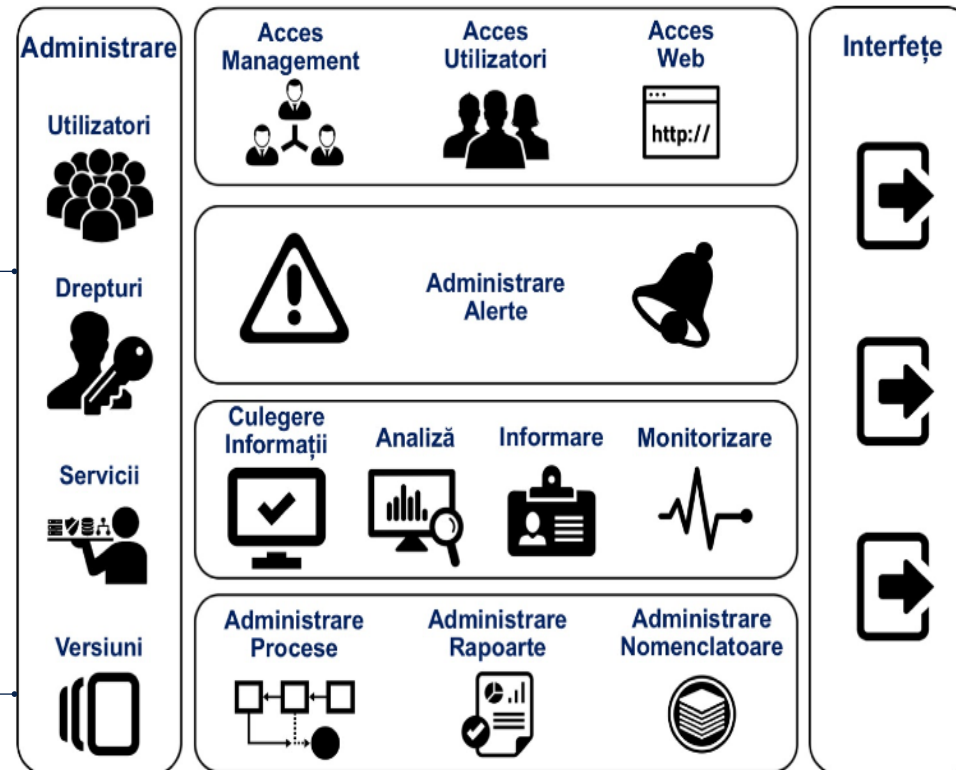 Administrare
Utilizatori
Drepturi
Servicii
Versiuni
Acces
Management
Acces
Utilizatori
Acces
Web
http://
Administrare
Alerte
Culegere
Informații
Analiză
Informare
Monitorizare
Administrare
Procese
Administrare
Rapoarte
Administrare
Nomenclatoare
Interfețe